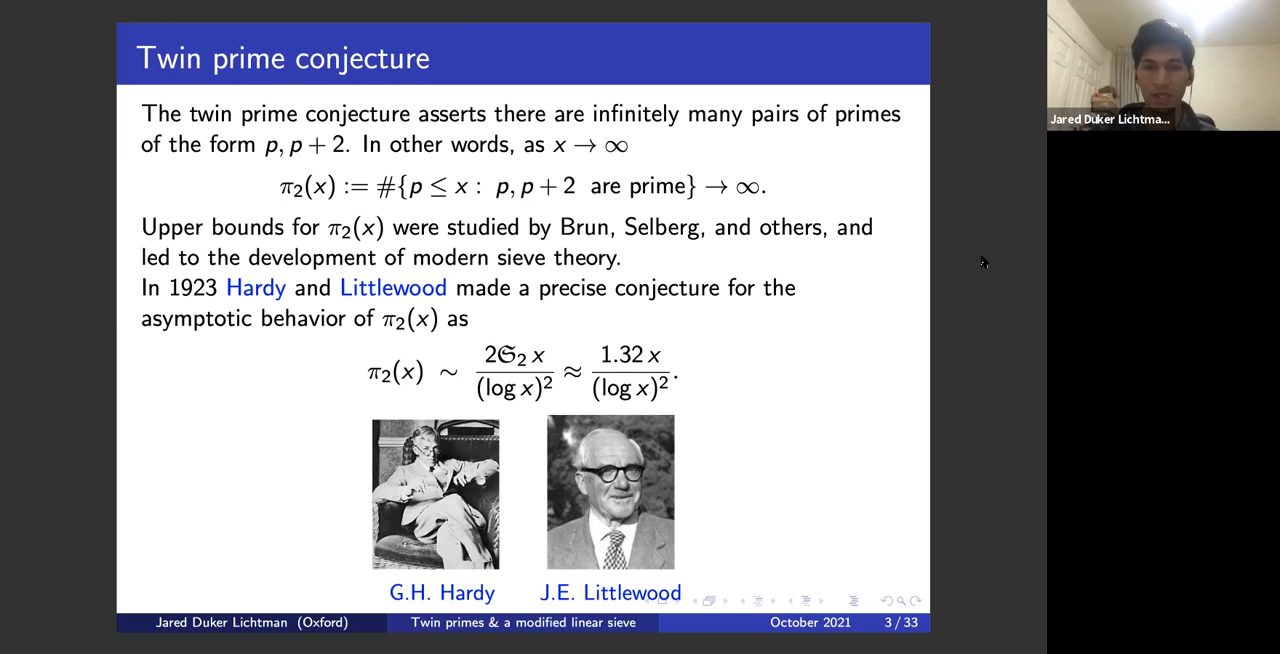 Twin prime conjecture
The twin prime conjecture asserts there are infinitely many pairs of primes
of the form p, p + 2. In other words, as x → ∞
π₂(x) := #{p ≤ x : p, p + 2 are prime} → ∞.
Upper bounds for π₂(x) were studied by Brun, Selberg, and others, and
led to the development of modern sieve theory.
In 1923 Hardy and Littlewood made a precise conjecture for the
asymptotic behavior of π₂(x) as
π₂(x) ∼ 2𝔖₂ x / (log x)² ≈ 1.32 x / (log x)².
G.H. Hardy J.E. Littlewood
Jared Duker Lichtman (Oxford) Twin primes & a modified linear sieve October 2021 3 / 33
Jared Duker Lichtma...